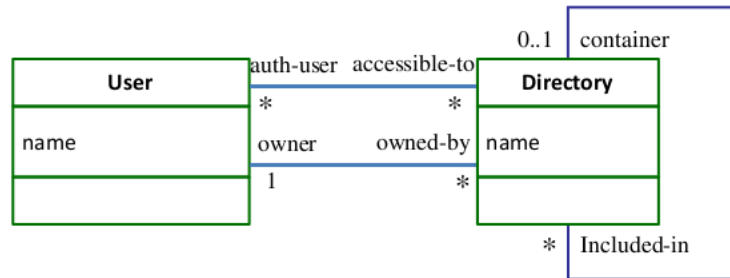 0..1 container
auth-user accessible-to
User
Directory
* *
name
owner owned-by
name
1 *
* Included-in